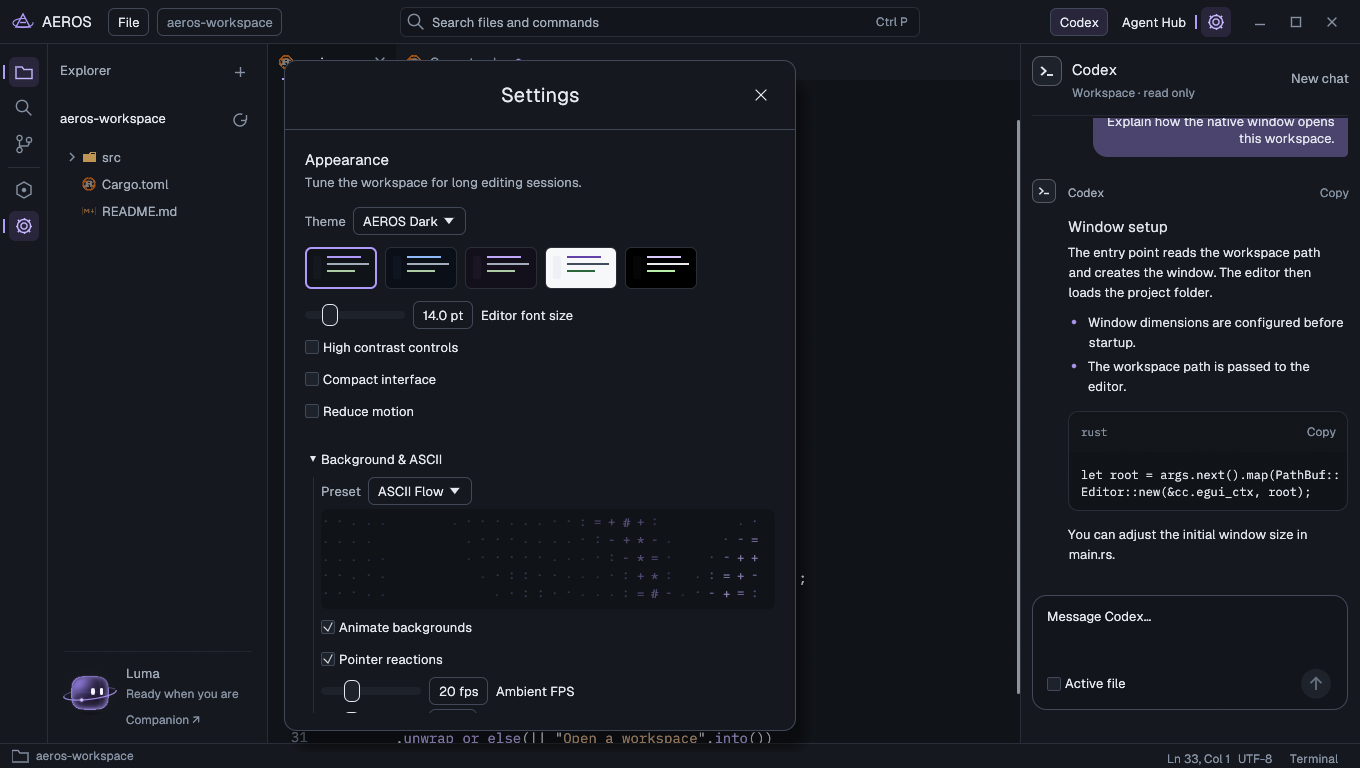 AEROS
File
aeros-workspace
Search files and commands
Ctrl P
Codex
Agent Hub
Explorer
aeros-workspace
src
Cargo.toml
README.md
Luma
Ready when you are
Companion ↗
Settings
Appearance
Tune the workspace for long editing sessions.
Theme
AEROS Dark
14.0 pt
Editor font size
High contrast controls
Compact interface
Reduce motion
Background & ASCII
Preset
ASCII Flow
Animate backgrounds
Pointer reactions
20 fps
Ambient FPS
;
31
.unwrap_or_else(|| "Open a workspace".into())
Codex
Workspace · read only
New chat
Explain how the native window opens
this workspace.
Codex
Copy
Window setup
The entry point reads the workspace path
and creates the window. The editor then
loads the project folder.
• Window dimensions are configured before
startup.
• The workspace path is passed to the
editor.
rust
Copy
let root = args.next().map(PathBuf::
Editor::new(&cc.egui_ctx, root);
You can adjust the initial window size in
main.rs.
Message Codex…
Active file
aeros-workspace
Ln 33, Col 1
UTF-8
Terminal